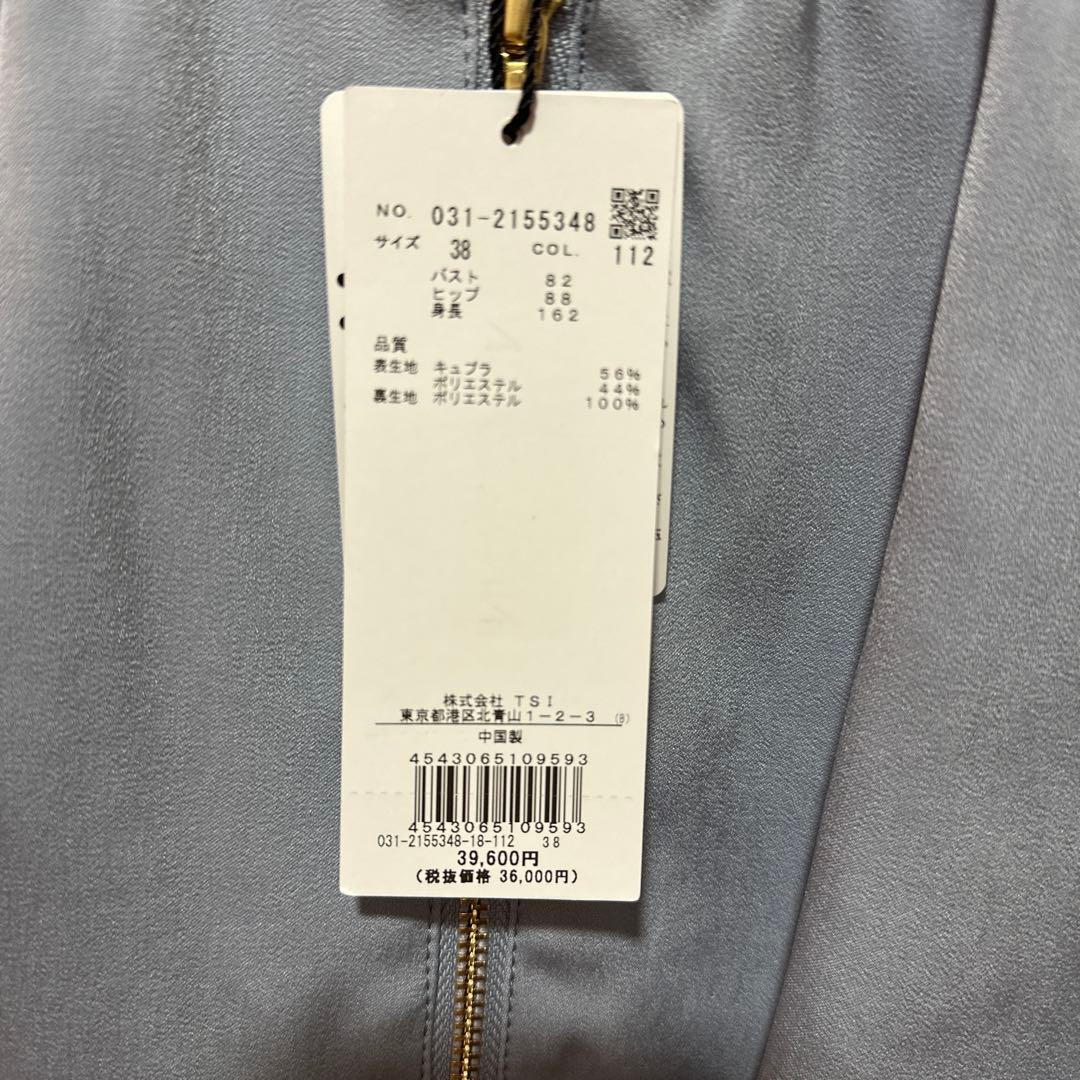 NO. 031-2155348
サイズ 38 COL. 112
バスト 82
ヒップ 88
身長 162
品質
表生地 キュプラ 56%
ポリエステル 44%
裏生地 ポリエステル 100%
株式会社 TSI
東京都港区北青山1-2-3 (B)
中国製
4543065109593
4543065109593
031-2155348-18-112 38
39,600円
(税抜価格 36,000円)